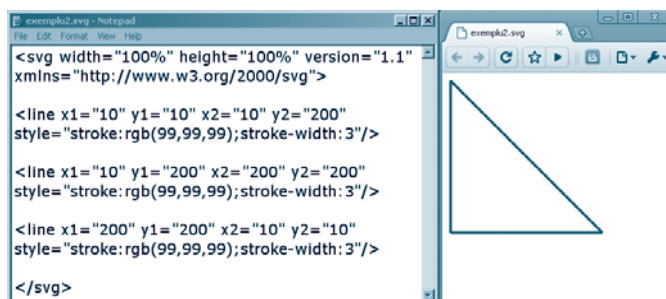 exemplu2.svg - Notepad
File Edit Format View Help
<svg width="100%" height="100%" version="1.1"
xmlns="http://www.w3.org/2000/svg">
<line x1="10" y1="10" x2="10" y2="200"
style="stroke:rgb(99,99,99);stroke-width:3"/>
<line x1="10" y1="200" x2="200" y2="200"
style="stroke:rgb(99,99,99);stroke-width:3"/>
<line x1="200" y1="200" x2="10" y2="10"
style="stroke:rgb(99,99,99);stroke-width:3"/>
</svg>
exemplu2.svg